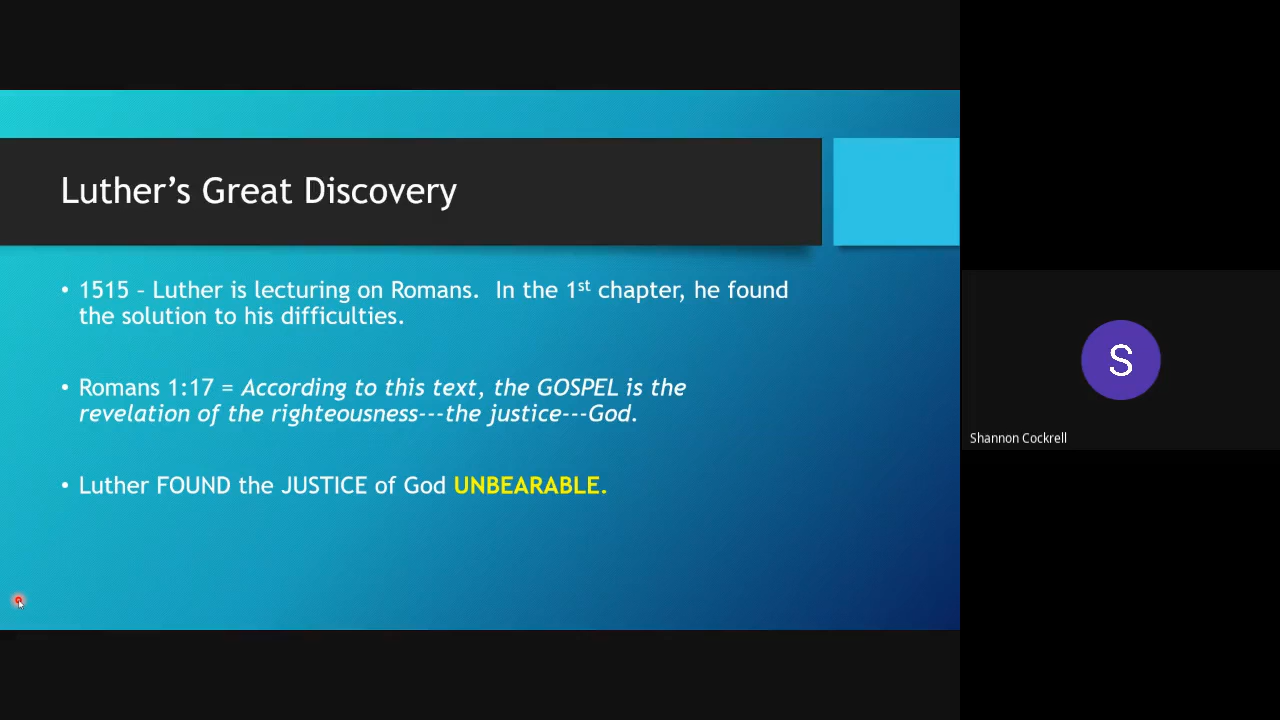 Luther’s Great Discovery
• 1515 – Luther is lecturing on Romans.  In the 1st chapter, he found
the solution to his difficulties.
• Romans 1:17 = According to this text, the GOSPEL is the
revelation of the righteousness---the justice---God.
• Luther FOUND the JUSTICE of God UNBEARABLE.
S
Shannon Cockrell